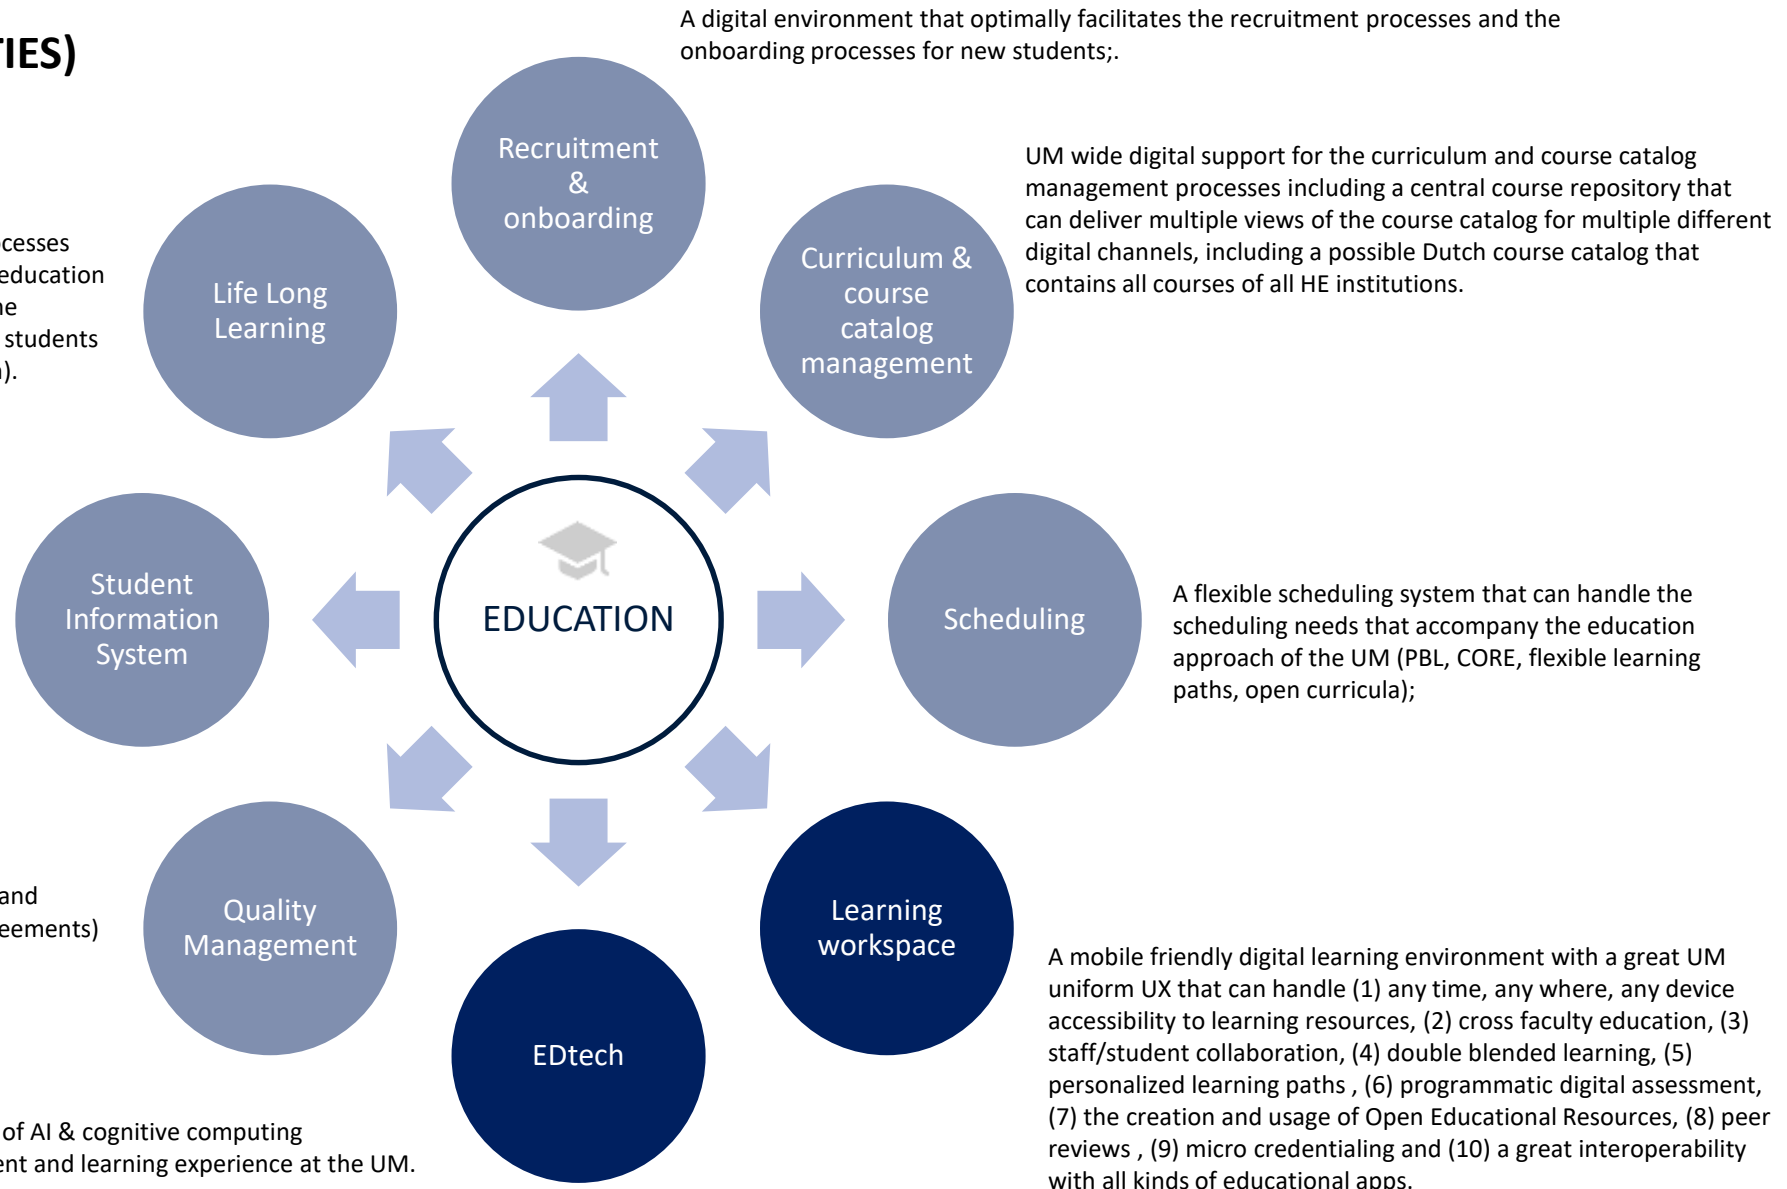 TIES)
A digital environment that optimally facilitates the recruitment processes and the
onboarding processes for new students;.
Recruitment
&
onboarding
UM wide digital support for the curriculum and course catalog
management processes including a central course repository that
can deliver multiple views of the course catalog for multiple different
digital channels, including a possible Dutch course catalog that
contains all courses of all HE institutions.
Curriculum &
course
catalog
management
cesses
education
ne
students
).
Life Long
Learning
Student
Information
System
EDUCATION
Scheduling
A flexible scheduling system that can handle the
scheduling needs that accompany the education
approach of the UM (PBL, CORE, flexible learning
paths, open curricula);
and
eements)
Quality
Management
EDtech
Learning
workspace
A mobile friendly digital learning environment with a great UM
uniform UX that can handle (1) any time, any where, any device
accessibility to learning resources, (2) cross faculty education, (3)
staff/student collaboration, (4) double blended learning, (5)
personalized learning paths , (6) programmatic digital assessment,
(7) the creation and usage of Open Educational Resources, (8) peer
reviews , (9) micro credentialing and (10) a great interoperability
with all kinds of educational apps.
of AI & cognitive computing
ent and learning experience at the UM.